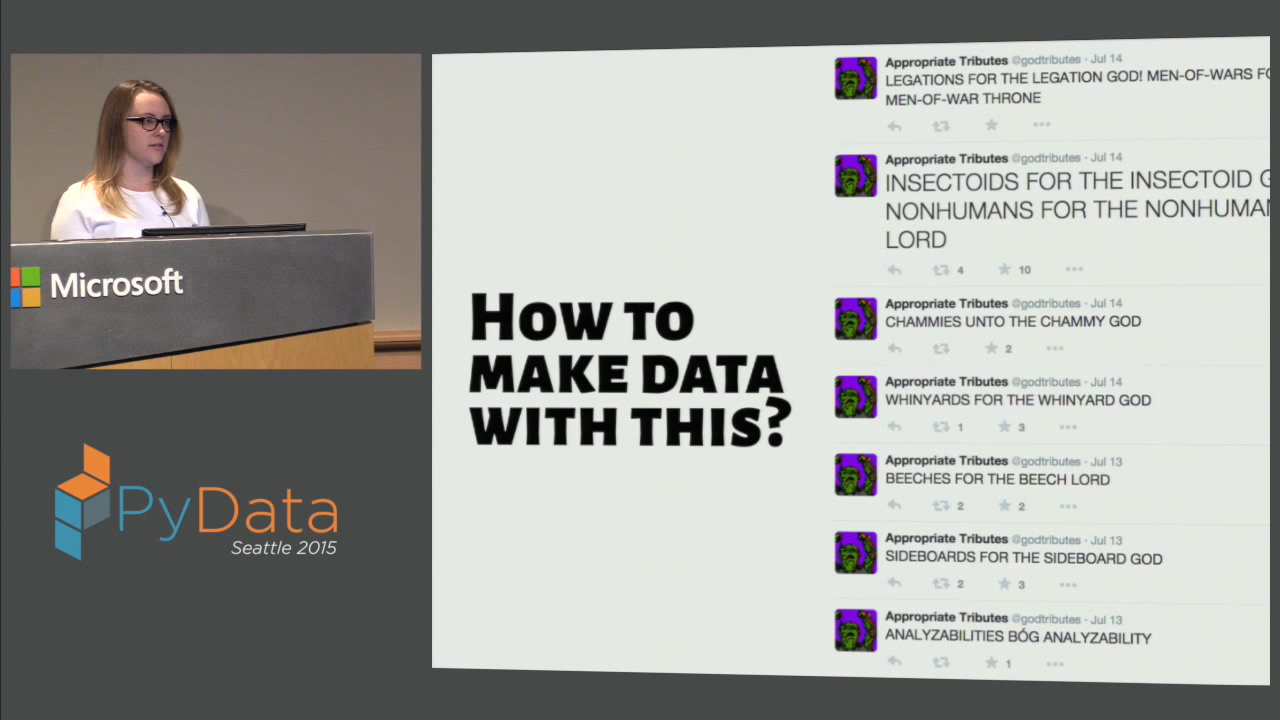 Microsoft
PyData
Seattle 2015
HOW TO
MAKE DATA
WITH THIS?
Appropriate Tributes @godtributes · Jul 14
LEGATIONS FOR THE LEGATION GOD! MEN-OF-WARS FO
MEN-OF-WAR THRONE
Appropriate Tributes @godtributes · Jul 14
INSECTOIDS FOR THE INSECTOID G
NONHUMANS FOR THE NONHUMAN
LORD
4 10
Appropriate Tributes @godtributes · Jul 14
CHAMMIES UNTO THE CHAMMY GOD
2
Appropriate Tributes @godtributes · Jul 14
WHINYARDS FOR THE WHINYARD GOD
1 3
Appropriate Tributes @godtributes · Jul 13
BEECHES FOR THE BEECH LORD
2 2
Appropriate Tributes @godtributes · Jul 13
SIDEBOARDS FOR THE SIDEBOARD GOD
2 3
Appropriate Tributes @godtributes · Jul 13
ANALYZABILITIES BÓG ANALYZABILITY
1